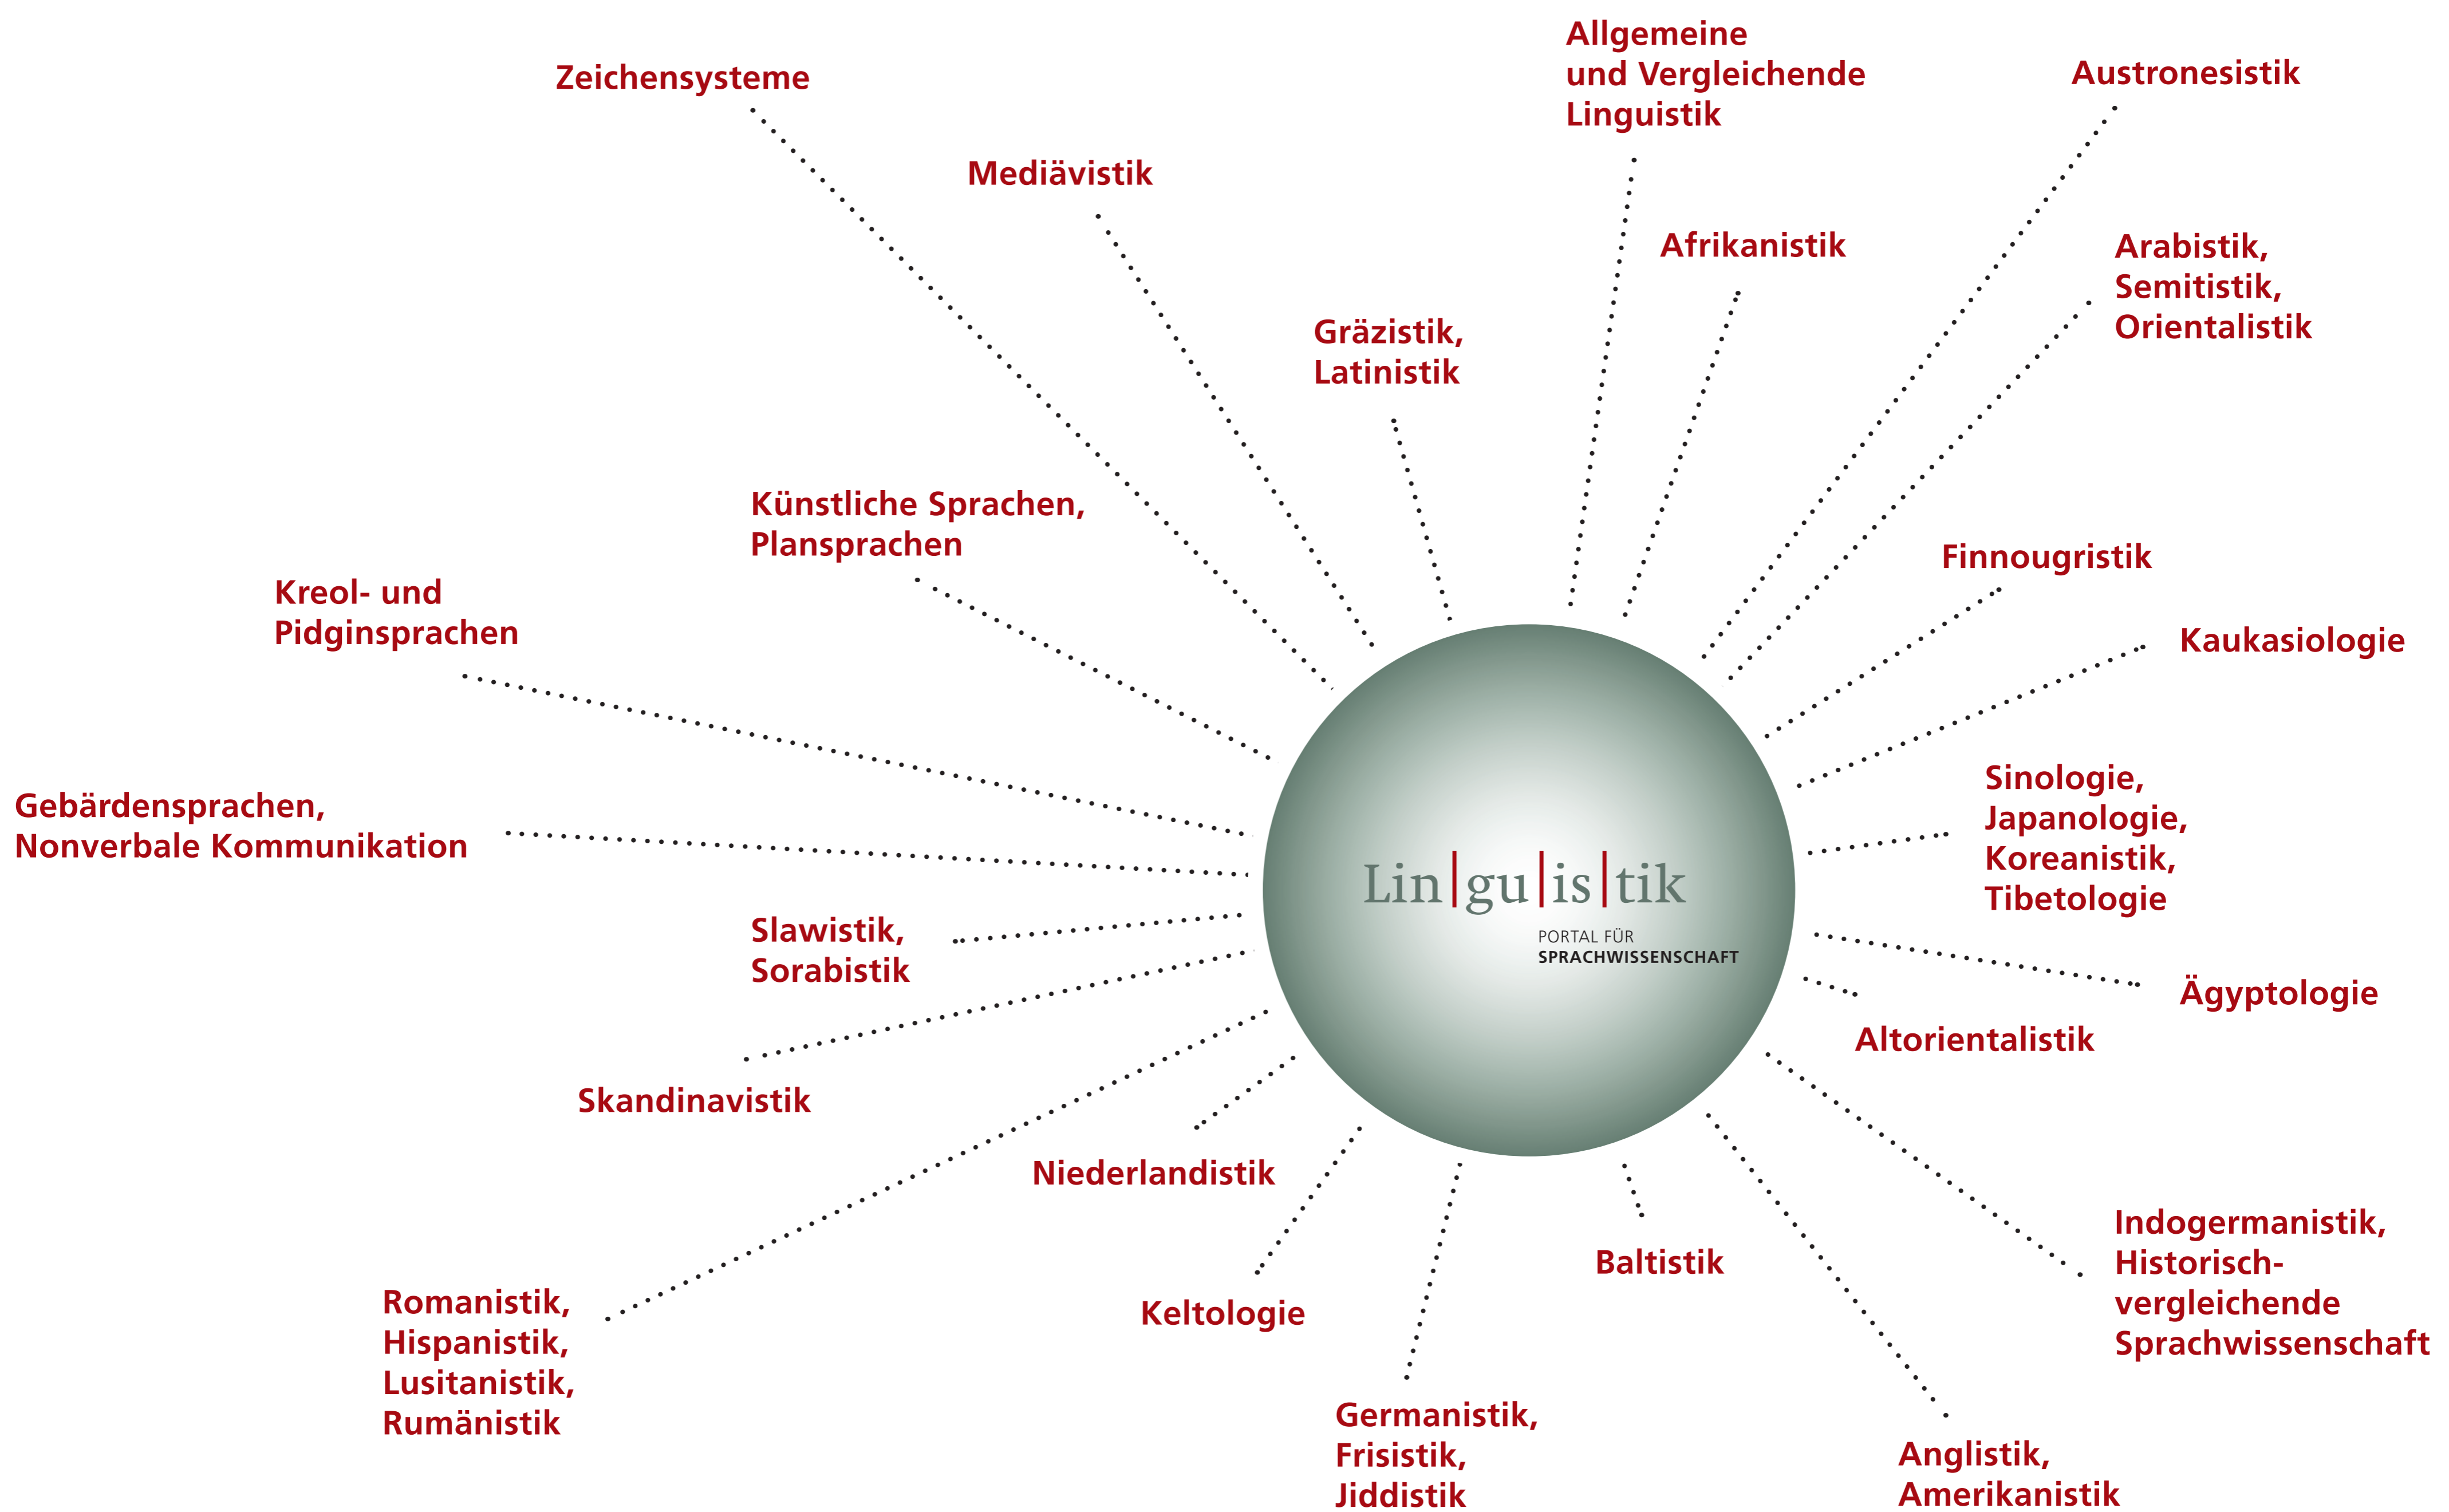 Allgemeine
und Vergleichende
Linguistik
Austronesistik
Zeichensysteme
Mediävistik
Afrikanistik
Arabistik,
Semitistik,
Orientalistik
Gräzistik,
Latinistik
Künstliche Sprachen,
Plansprachen
Finnougristik
Kreol- und
Pidginsprachen
Kaukasiologie
Gebärdensprachen,
Nonverbale Kommunikation
Sinologie,
Japanologie,
Koreanistik,
Tibetologie
Lin|gu|is|tik
PORTAL FÜR
SPRACHWISSENSCHAFT
Slawistik,
Sorabistik
Ägyptologie
Altorientalistik
Skandinavistik
Niederlandistik
Indogermanistik,
Historisch-
vergleichende
Sprachwissenschaft
Baltistik
Keltologie
Romanistik,
Hispanistik,
Lusitanistik,
Rumänistik
Germanistik,
Frisistik,
Jiddistik
Anglistik,
Amerikanistik